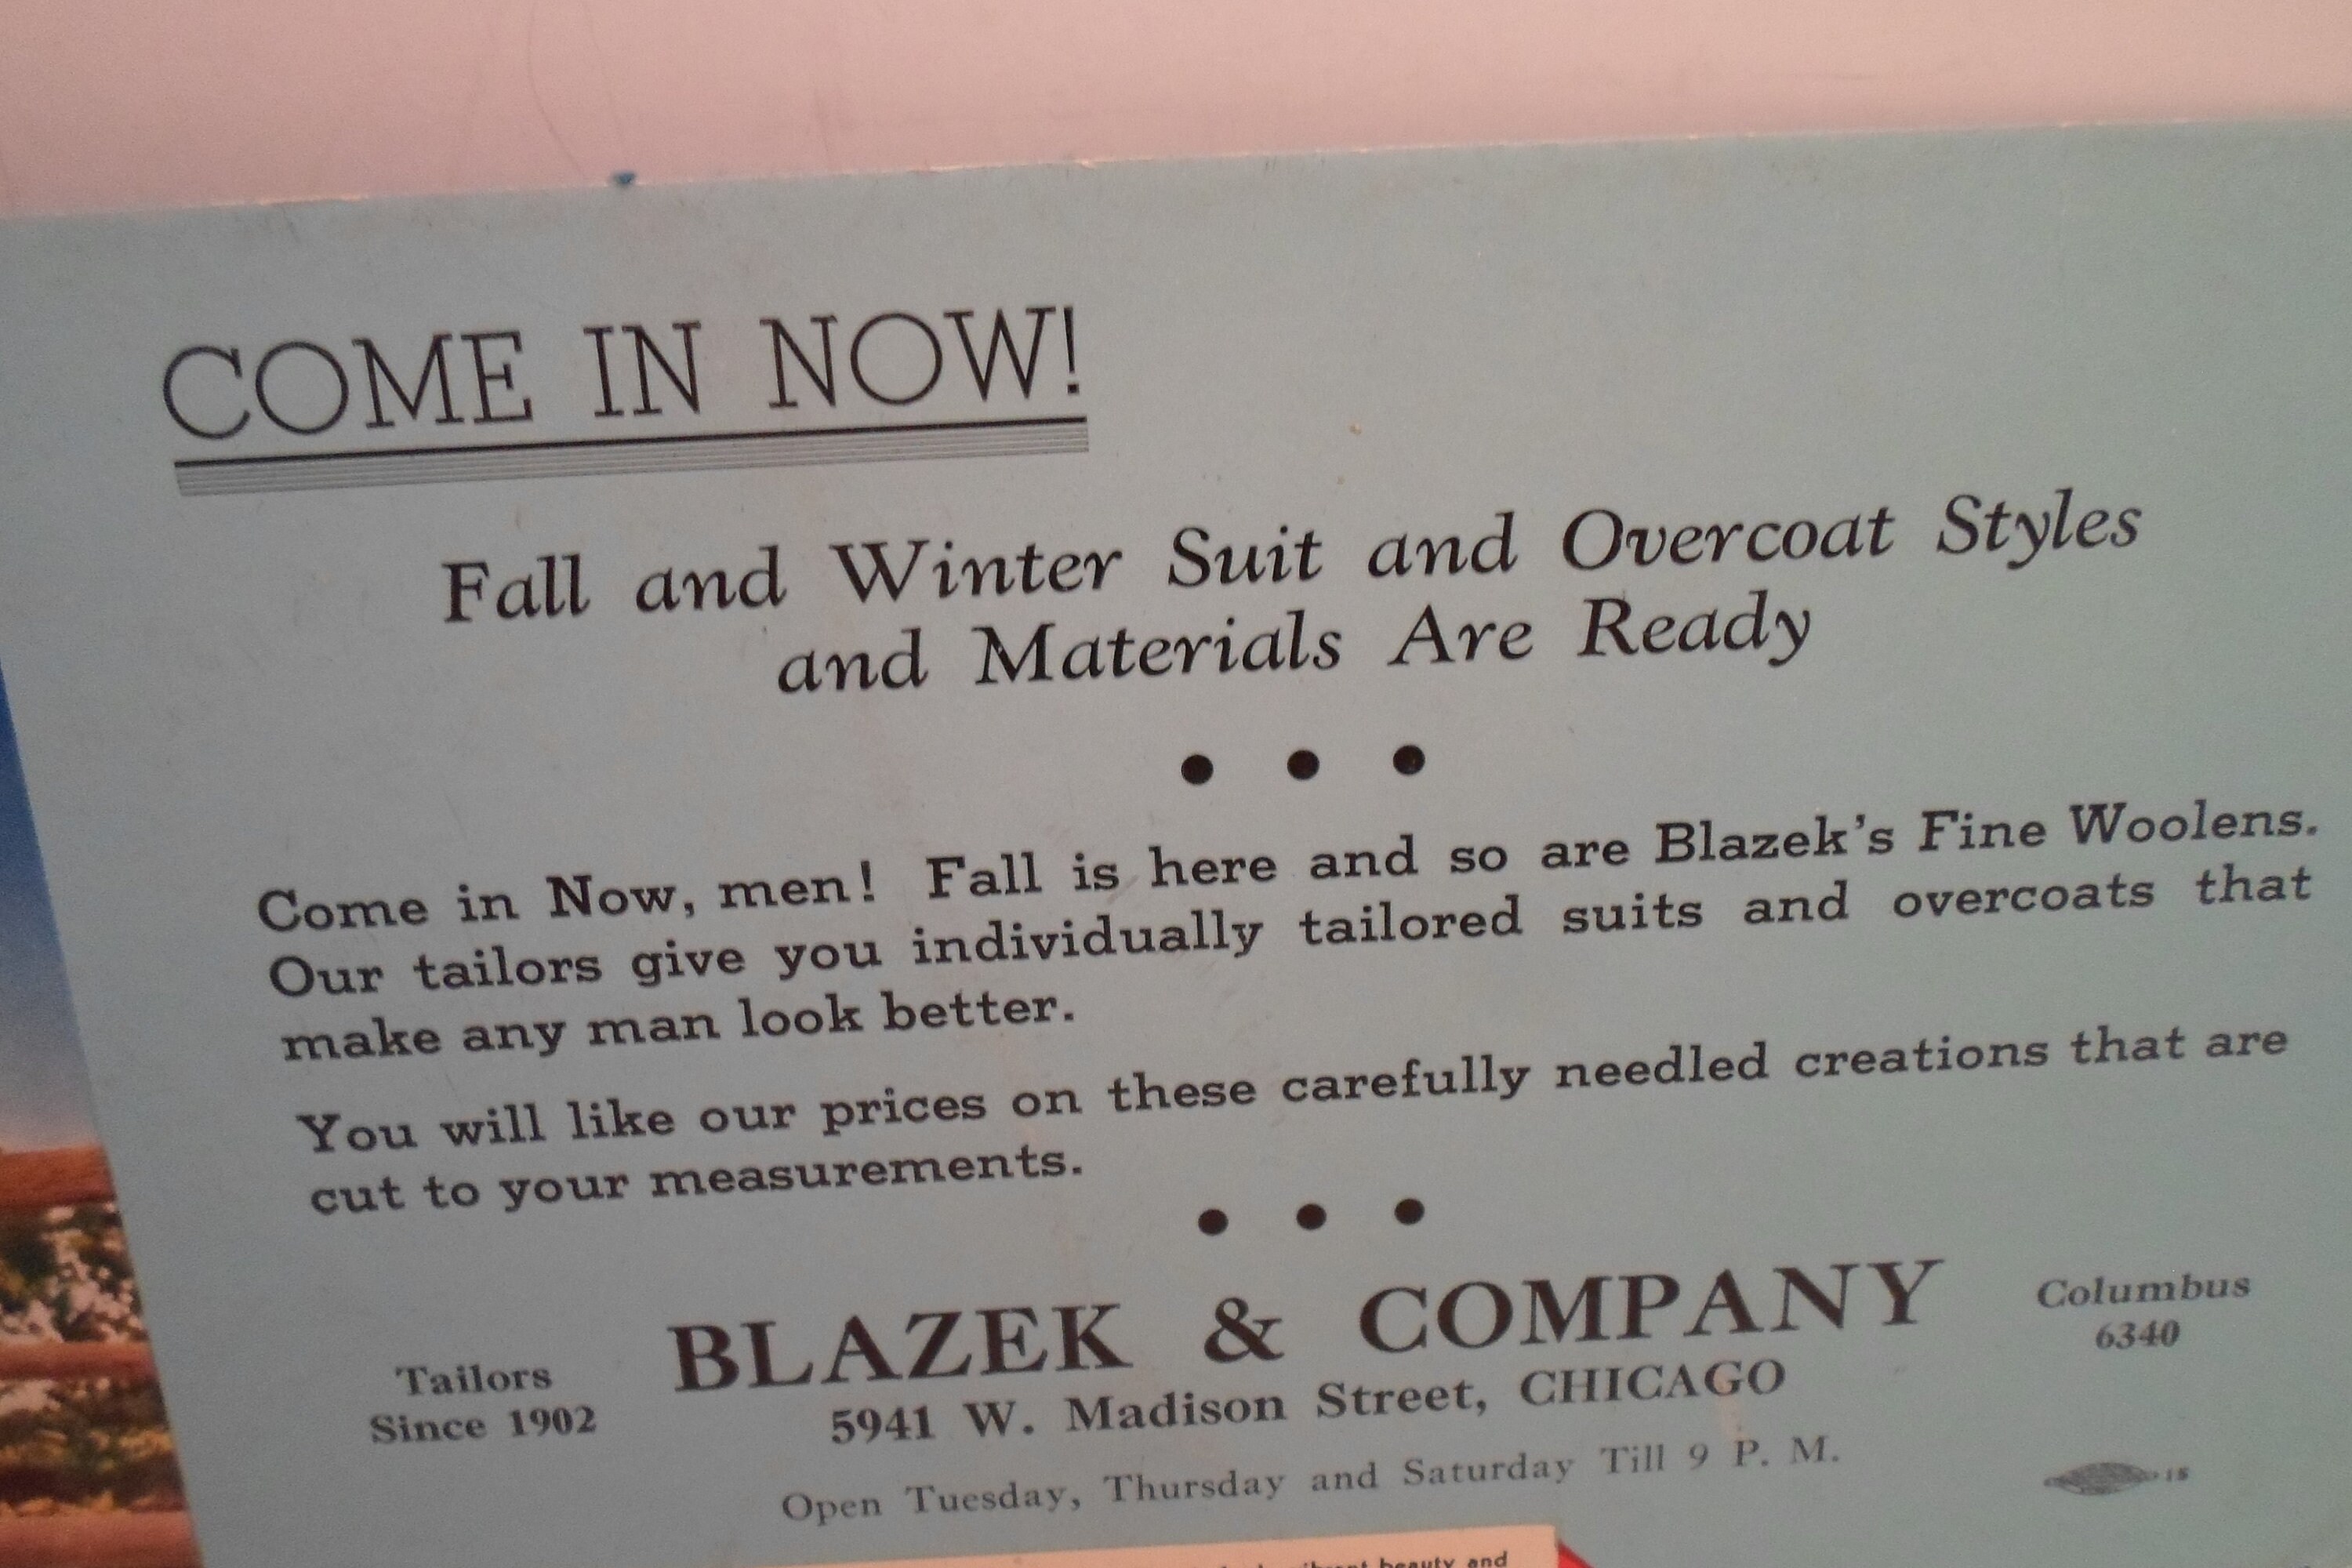 COME IN NOW!
Fall and Winter Suit and Overcoat Styles
and Materials Are Ready
• • •
Come in Now, men! Fall is here and so are Blazek's Fine Woolens.
Our tailors give you individually tailored suits and overcoats that
make any man look better.
You will like our prices on these carefully needled creations that are
cut to your measurements.
• • •
Tailors
Since 1902
BLAZEK & COMPANY
5941 W. Madison Street, CHICAGO
Columbus
6340
Open Tuesday, Thursday and Saturday Till 9 P. M.
15
beauty and